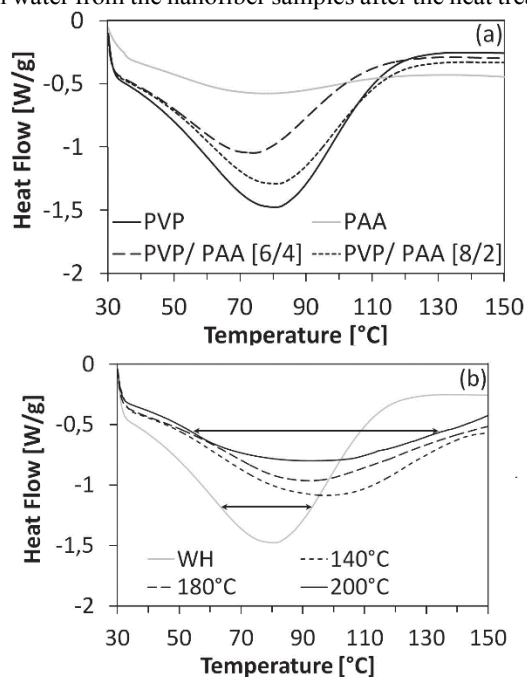 water from the nanofiber samples after the heat
(a)
0
-0,5
-1
-1,5
-2
Heat Flow [W/g]
PVP PAA
PVP/ PAA [6/4] PVP/ PAA [8/2]
30 50 70 90 110 130 150
Temperature [°C]
(b)
0
-0,5
-1
-1,5
-2
Heat Flow [W/g]
WH 140°C
180°C 200°C
30 50 70 90 110 130 150
Temperature [°C]